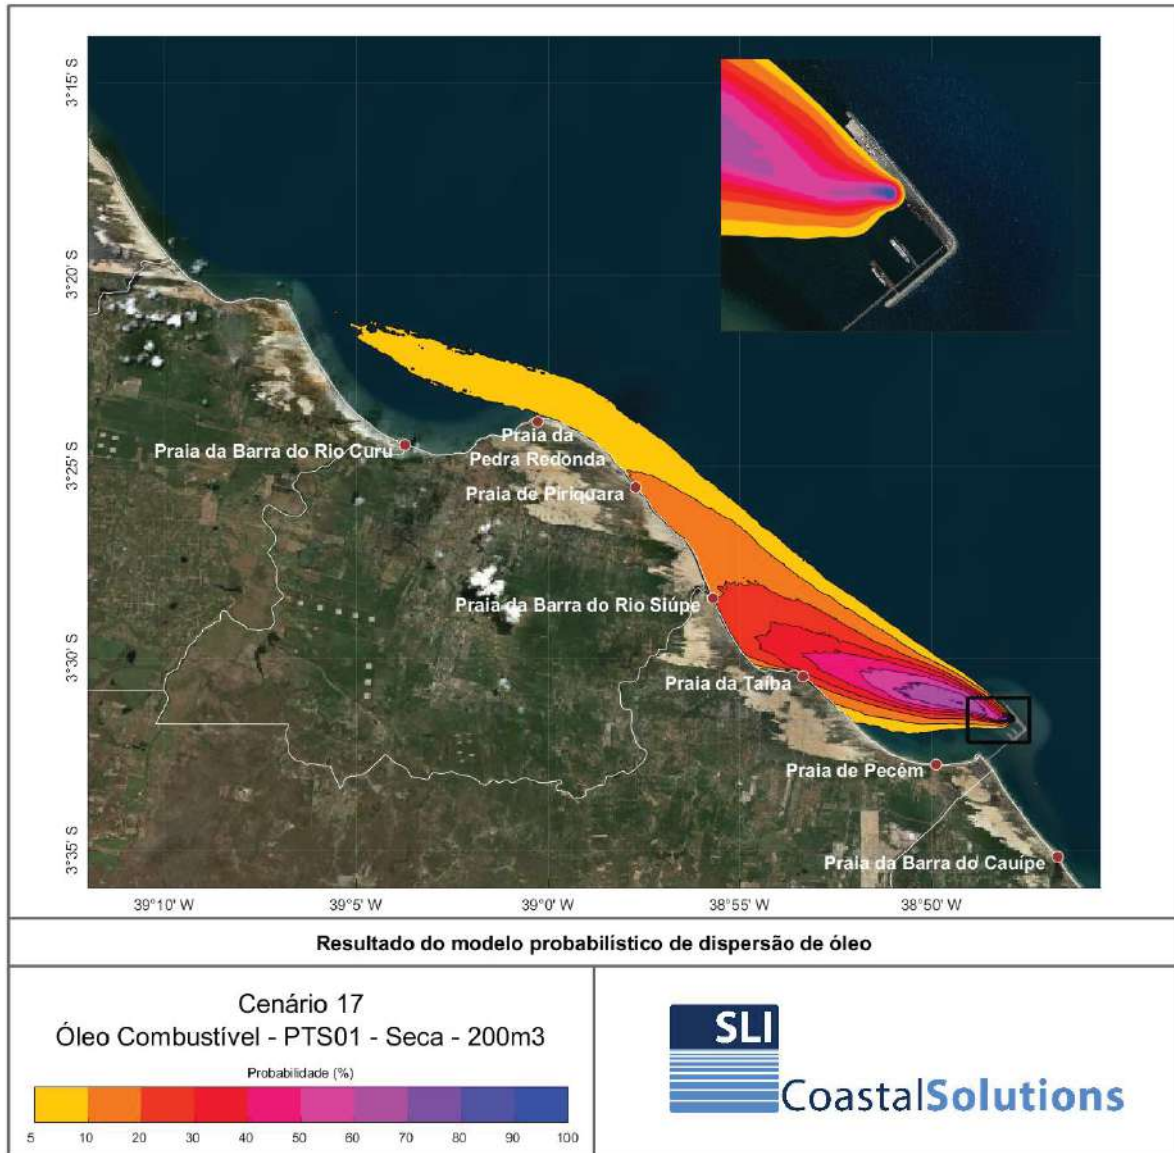 3°15' S
3°20' S
3°25' S
3°30' S
3°35' S
Praia da Barra do Rio Curu
Praia da
Pedra Redonda
Praia de Piriquara
Praia da Barra do Rio Siúpe
Praia da Taíba
Praia de Pecém
Praia da Barra do Cauípe
39°10' W
39°5' W
39°0' W
38°55' W
38°50' W
Resultado do modelo probabilístico de dispersão de óleo
Cenário 17
Óleo Combustível - PTS01 - Seca - 200m3
Probabilidade (%)
5 10 20 30 40 50 60 70 80 90 100
SLI
CoastalSolutions